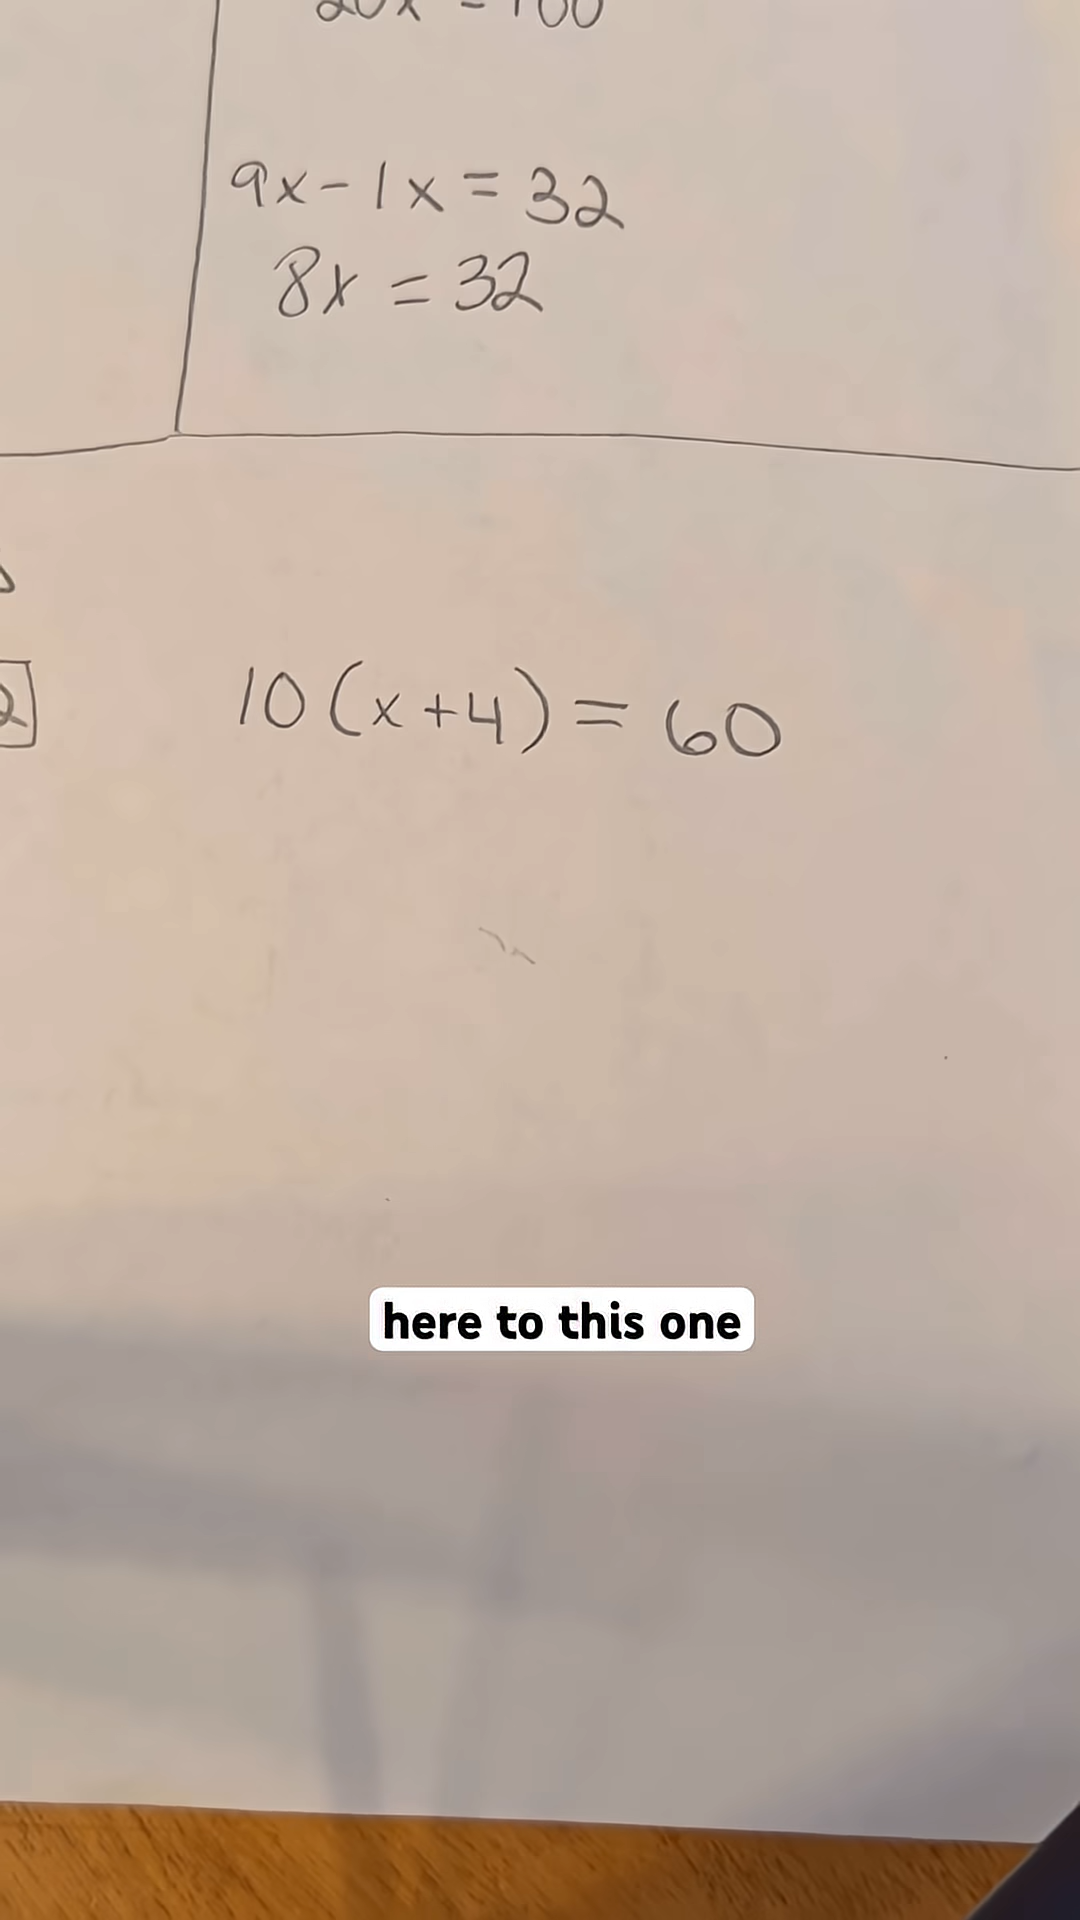 9x - 1x = 32
8x = 32
10(x+4) = 60
here to this one